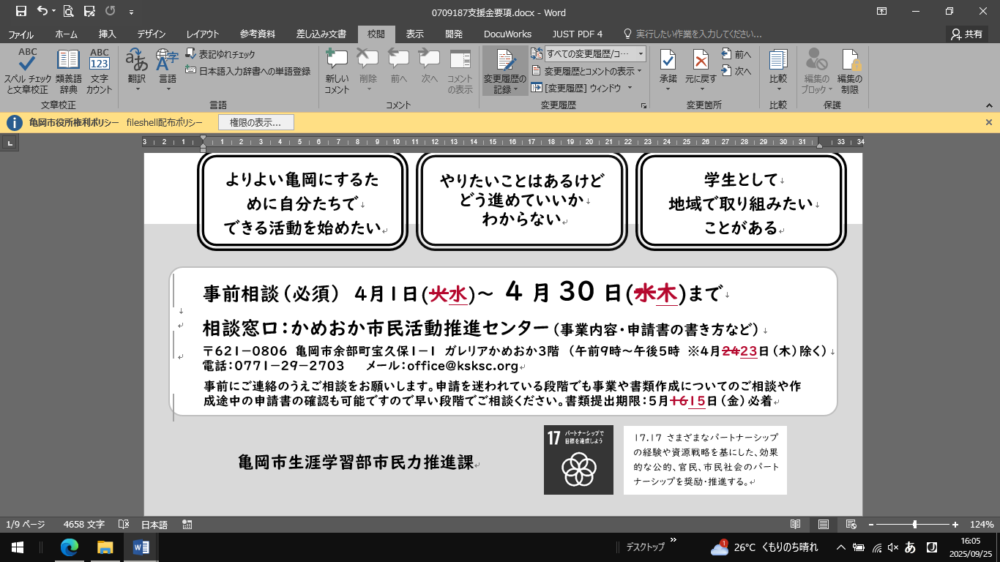 0709187支援金要項.docx - Word
ファイル ホーム 挿入 デザイン レイアウト 参考資料 差し込み文書 校閲 表示 開発 DocuWorks JUST PDF 4 実行したい作業を入力してください... 共有
ABC
スペル チェック
と文章校正
類義語
辞典
ABC
123
文字
カウント
文章校正
翻訳
言語
表記ゆれチェック
日本語入力辞書への単語登録
言語
新しい
コメント
削除
前へ
次へ
コメント
の表示
コメント
変更履歴の
記録
すべての変更履歴/コ…
変更履歴とコメントの表示
[変更履歴] ウィンドウ
変更履歴
承諾
元に戻す
前へ
次へ
変更箇所
比較
比較
編集の
ブロック
編集の
制限
保護
亀岡市役所権利ポリシー fileshell配布ポリシー 権限の表示...
3 2 1 1 2 3 4 5 6 7 8 9 10 11 12 13 14 15 16 17 18 19 20 21 22 23 24 25 26 27 28 29 30 31 33 34
よりよい亀岡にするた
めに自分たちで
できる活動を始めたい
やりたいことはあるけど
どう進めていいか
わからない
学生として
地域で取り組みたい
ことがある
事前相談（必須） 4月1日(火水)～ 4 月 30 日(水木)まで
相談窓口：かめおか市民活動推進センター（事業内容・申請書の書き方など）
〒621－0806 亀岡市余部町宝久保1－1 ガレリアかめおか3階 （午前9時～午後5時 ※4月2423日（木）除く）
電話：0771－29－2703 メール：office@ksksc.org
事前にご連絡のうえご相談をお願いします。申請を迷われている段階でも事業や書類作成についてのご相談や作
成途中の申請書の確認も可能ですので早い段階でご相談ください。書類提出期限：5月1615日（金）必着
亀岡市生涯学習部市民力推進課
17 パートナーシップで
目標を達成しよう
17.17 さまざまなパートナーシップ
の経験や資源戦略を基にした、効果
的な公的、官民、市民社会のパート
ナーシップを奨励・推進する。
1/9 ページ 4658 文字 日本語 124%
デスクトップ 1 26°C くもりのち晴れ あ 16:05
2025/09/25